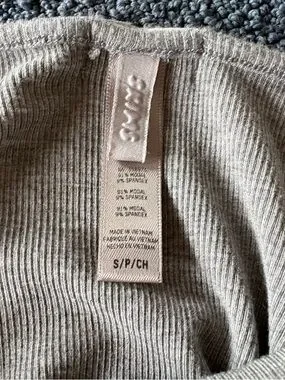 SKIMS
91% MODAL
9% SPANDEX
91% MODAL
9% SPANDEX
91% MODAL
9% SPANDEX
MADE IN VIETNAM
FABRIQUÉ AU VIETNAM
HECHO EN VIETNAM
S/P/CH